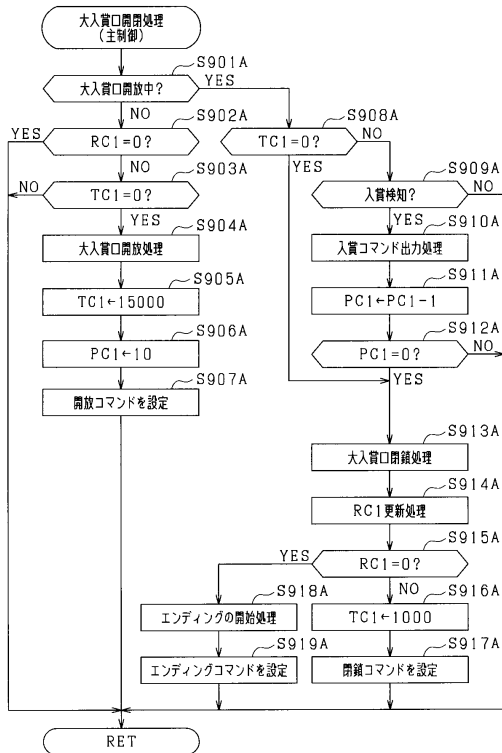 大入賞口開閉処理
(主制御)
S901A
大入賞口開放中?
YES
NO
S902A
YES
RC1=0?
NO
S903A
NO
TC1=0?
YES
S904A
大入賞口開放処理
S905A
TC1←15000
S906A
PC1←10
S907A
開放コマンドを設定
S908A
TC1=0?
NO
YES
S909A
入賞検知?
NO
YES
S910A
入賞コマンド出力処理
S911A
PC1←PC1-1
S912A
PC1=0?
NO
YES
S913A
大入賞口閉鎖処理
S914A
RC1更新処理
S915A
YES
RC1=0?
NO
S916A
TC1←1000
S917A
閉鎖コマンドを設定
S918A
エンディングの開始処理
S919A
エンディングコマンドを設定
RET